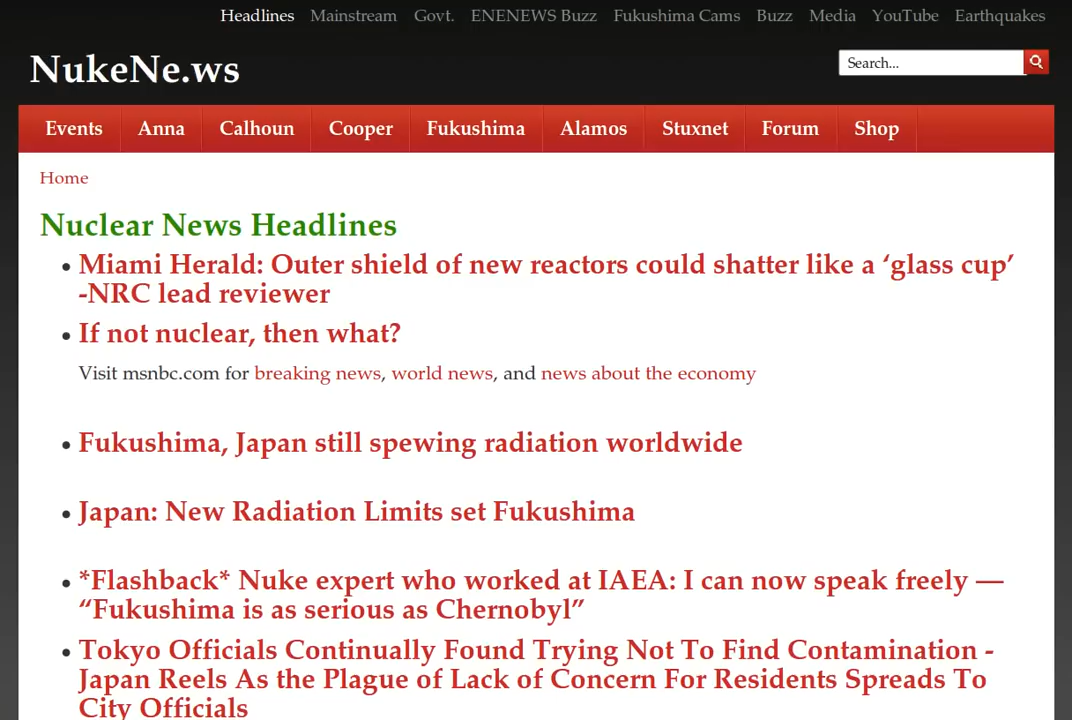 Headlines Mainstream Govt. ENENEWS Buzz Fukushima Cams Buzz Media YouTube Earthquakes
NukeNe.ws
Search...
Events Anna Calhoun Cooper Fukushima Alamos Stuxnet Forum Shop
Home
Nuclear News Headlines
• Miami Herald: Outer shield of new reactors could shatter like a ‘glass cup’
-NRC lead reviewer
• If not nuclear, then what?
Visit msnbc.com for breaking news, world news, and news about the economy
• Fukushima, Japan still spewing radiation worldwide
• Japan: New Radiation Limits set Fukushima
• *Flashback* Nuke expert who worked at IAEA: I can now speak freely —
“Fukushima is as serious as Chernobyl”
• Tokyo Officials Continually Found Trying Not To Find Contamination -
Japan Reels As the Plague of Lack of Concern For Residents Spreads To
City Officials